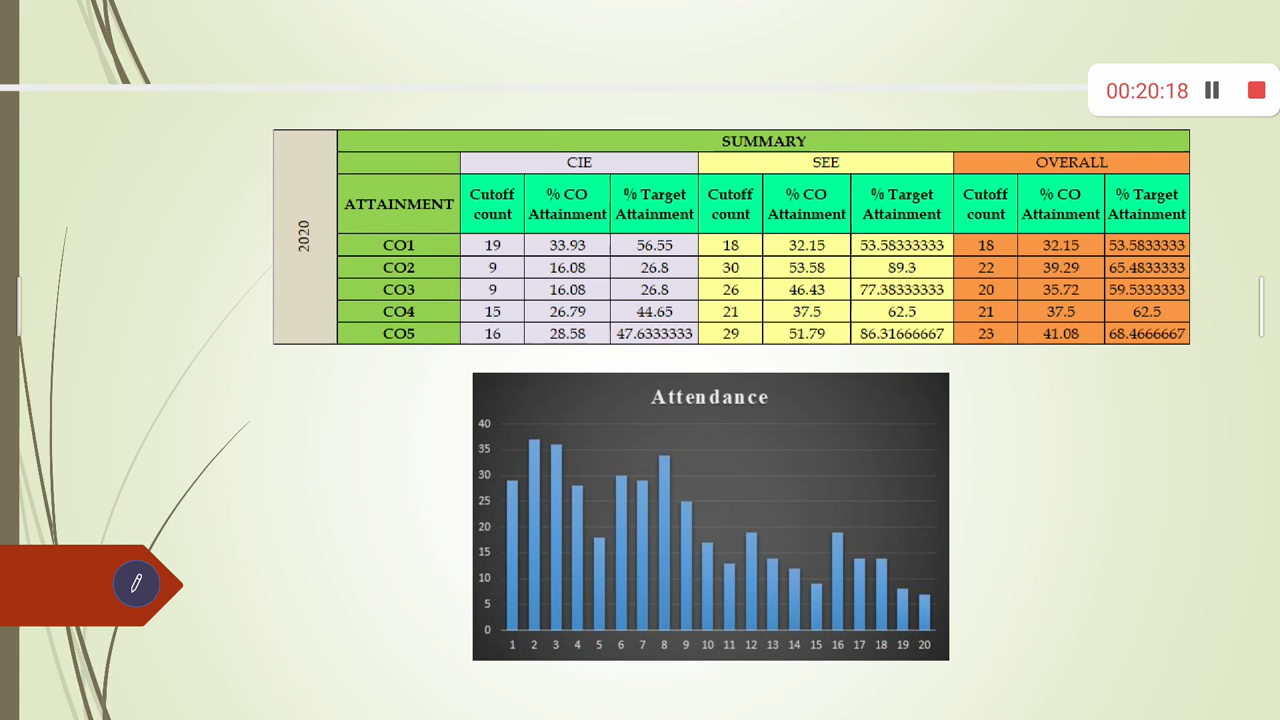 00:20:18
2020
SUMMARY
CIE SEE OVERALL
ATTAINMENT Cutoff count % CO Attainment % Target Attainment Cutoff count % CO Attainment % Target Attainment Cutoff count % CO Attainment % Target Attainment
CO1 19 33.93 56.55 18 32.15 53.58333333 18 32.15 53.5833333
CO2 9 16.08 26.8 30 53.58 89.3 22 39.29 65.4833333
CO3 9 16.08 26.8 26 46.43 77.38333333 20 35.72 59.5333333
CO4 15 26.79 44.65 21 37.5 62.5 21 37.5 62.5
CO5 16 28.58 47.6333333 29 51.79 86.31666667 23 41.08 68.4666667
Attendance
40
35
30
25
20
15
10
5
0
1 2 3 4 5 6 7 8 9 10 11 12 13 14 15 16 17 18 19 20